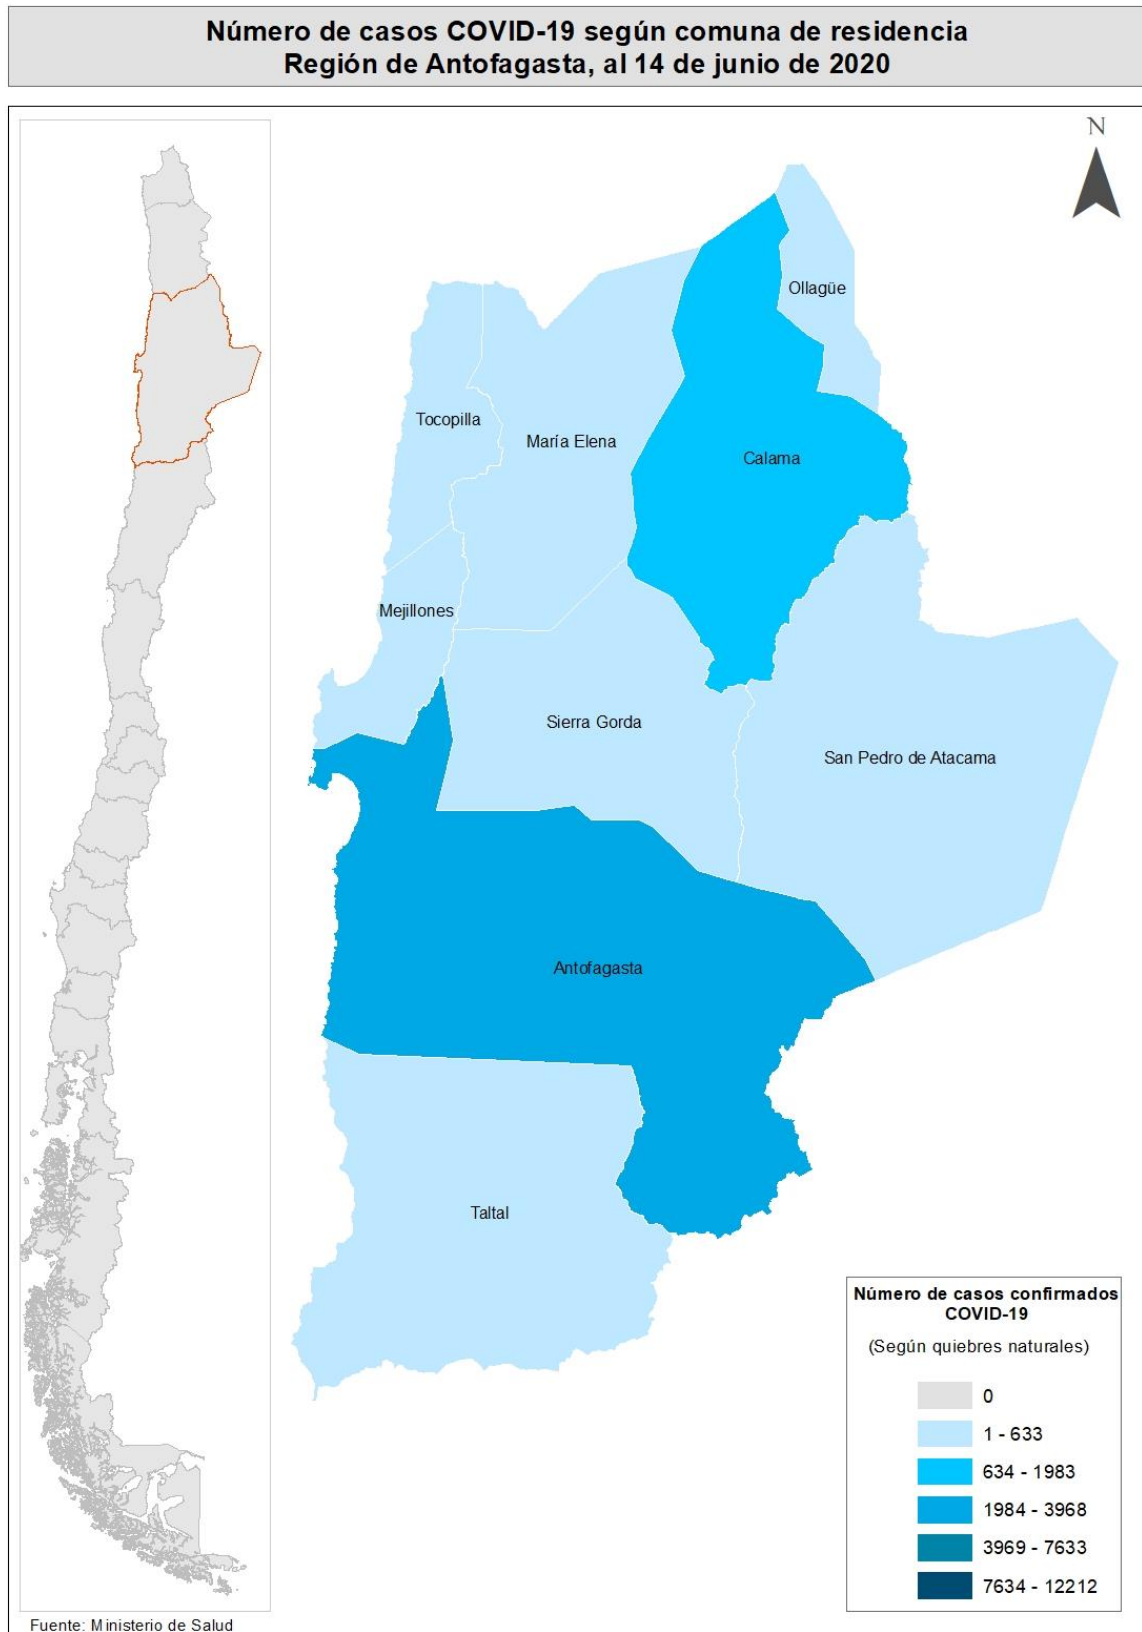 Número de casos COVID-19 según comuna de residencia
Región de Antofagasta, al 14 de junio de 2020
N
Ollagüe
Tocopilla
María Elena
Calama
Mejillones
Sierra Gorda
San Pedro de Atacama
Antofagasta
Taltal
Número de casos confirmados
COVID-19
(Según quiebres naturales)
0
1 - 633
634 - 1983
1984 - 3968
3969 - 7633
7634 - 12212
Fuente: Ministerio de Salud